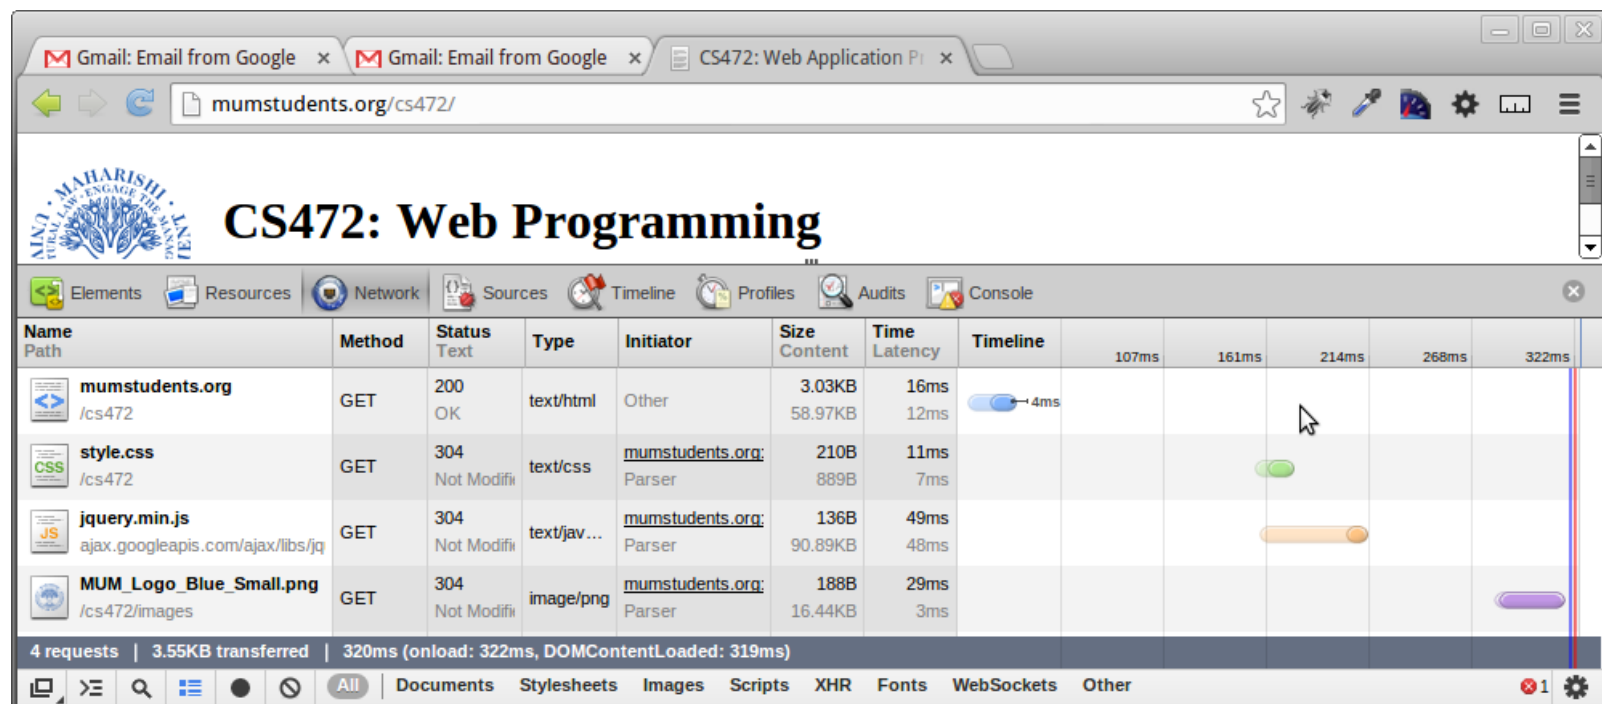 Gmail: Email from Google × Gmail: Email from Google × CS472: Web Application Pr ×
mumstudents.org/cs472/
MAHARISHI
ENGAGE THE MANAG
CS472: Web Programming
Elements Resources Network Sources Timeline Profiles Audits Console
Name Method Status Type Initiator Size Time Timeline
Path Text Content Latency 107ms 161ms 214ms 268ms 322ms
mumstudents.org GET 200 text/html Other 3.03KB 16ms 4ms
/cs472 OK 58.97KB 12ms
style.css GET 304 text/css mumstudents.org: 210B 11ms
CSS /cs472 Not Modifi Parser 889B 7ms
jquery.min.js GET 304 text/jav... mumstudents.org: 136B 49ms
JS ajax.googleapis.com/ajax/libs/jq Not Modifi Parser 90.89KB 48ms
MUM_Logo_Blue_Small.png GET 304 image/png mumstudents.org: 188B 29ms
/cs472/images Not Modifi Parser 16.44KB 3ms
4 requests | 3.55KB transferred | 320ms (onload: 322ms, DOMContentLoaded: 319ms)
All Documents Stylesheets Images Scripts XHR Fonts WebSockets Other 1